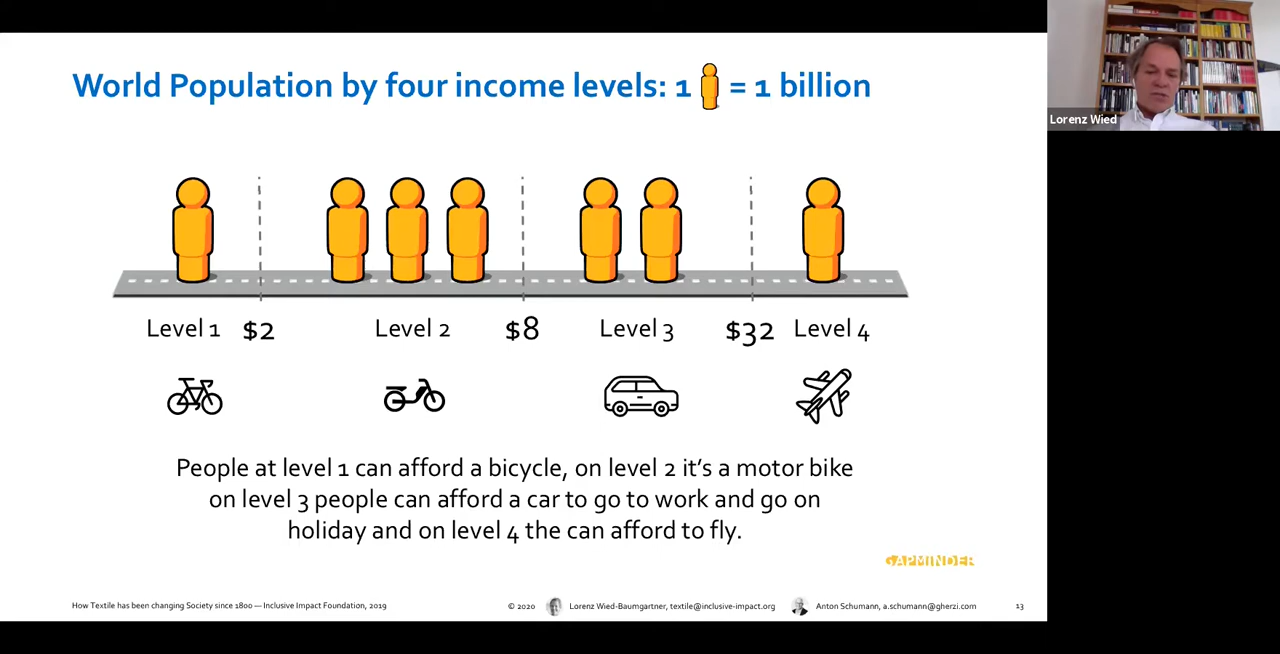 World Population by four income levels: 1 = 1 billion
Lorenz Wied
Level 1 $2 Level 2 $8 Level 3 $32 Level 4
People at level 1 can afford a bicycle, on level 2 it's a motor bike
on level 3 people can afford a car to go to work and go on
holiday and on level 4 the can afford to fly.
GAPMINDER
How Textile has been changing Society since 1800 — Inclusive Impact Foundation, 2019
© 2020 Lorenz Wied-Baumgartner, textile@inclusive-impact.org Anton Schumann, a.schumann@gherzi.com 13